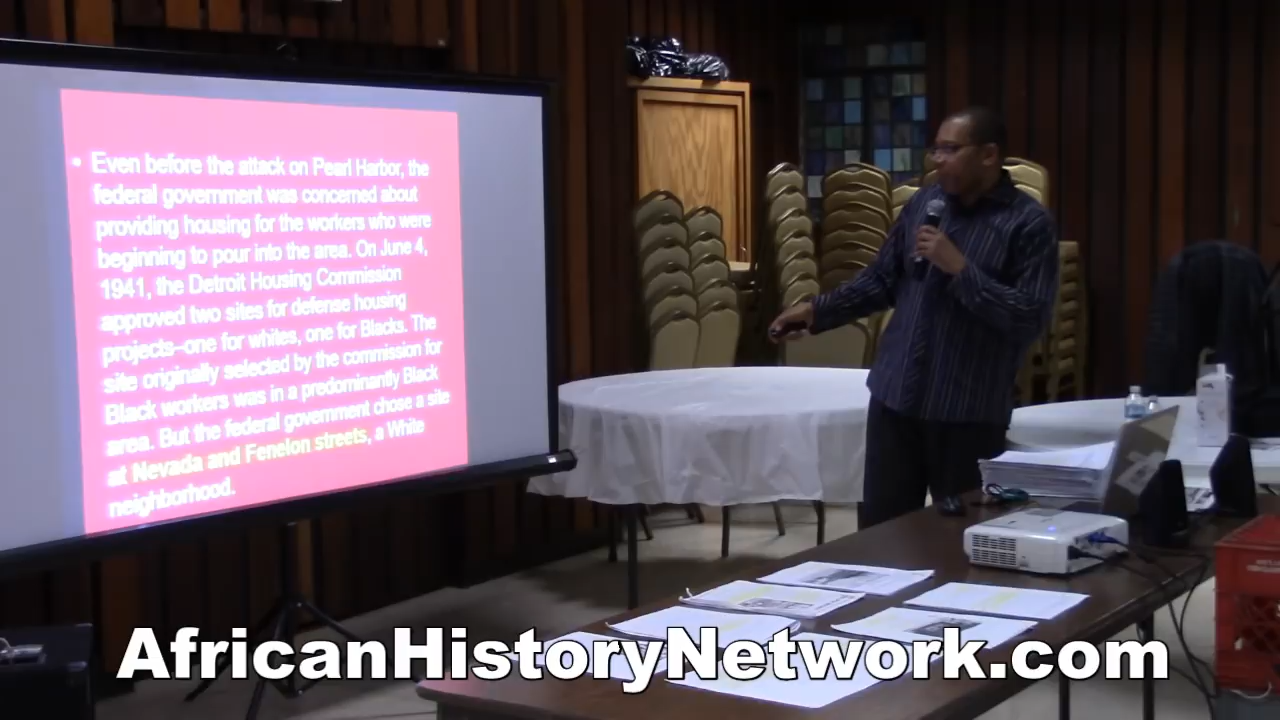 • Even before the attack on Pearl Harbor, the
federal government was concerned about
providing housing for the workers who were
beginning to pour into the area. On June 4,
1941, the Detroit Housing Commission
approved two sites for defense housing
projects–one for whites, one for Blacks. The
site originally selected by the commission for
Black workers was in a predominantly Black
area. But the federal government chose a site
at Nevada and Fenelon streets, a White
neighborhood.
AfricanHistoryNetwork.com